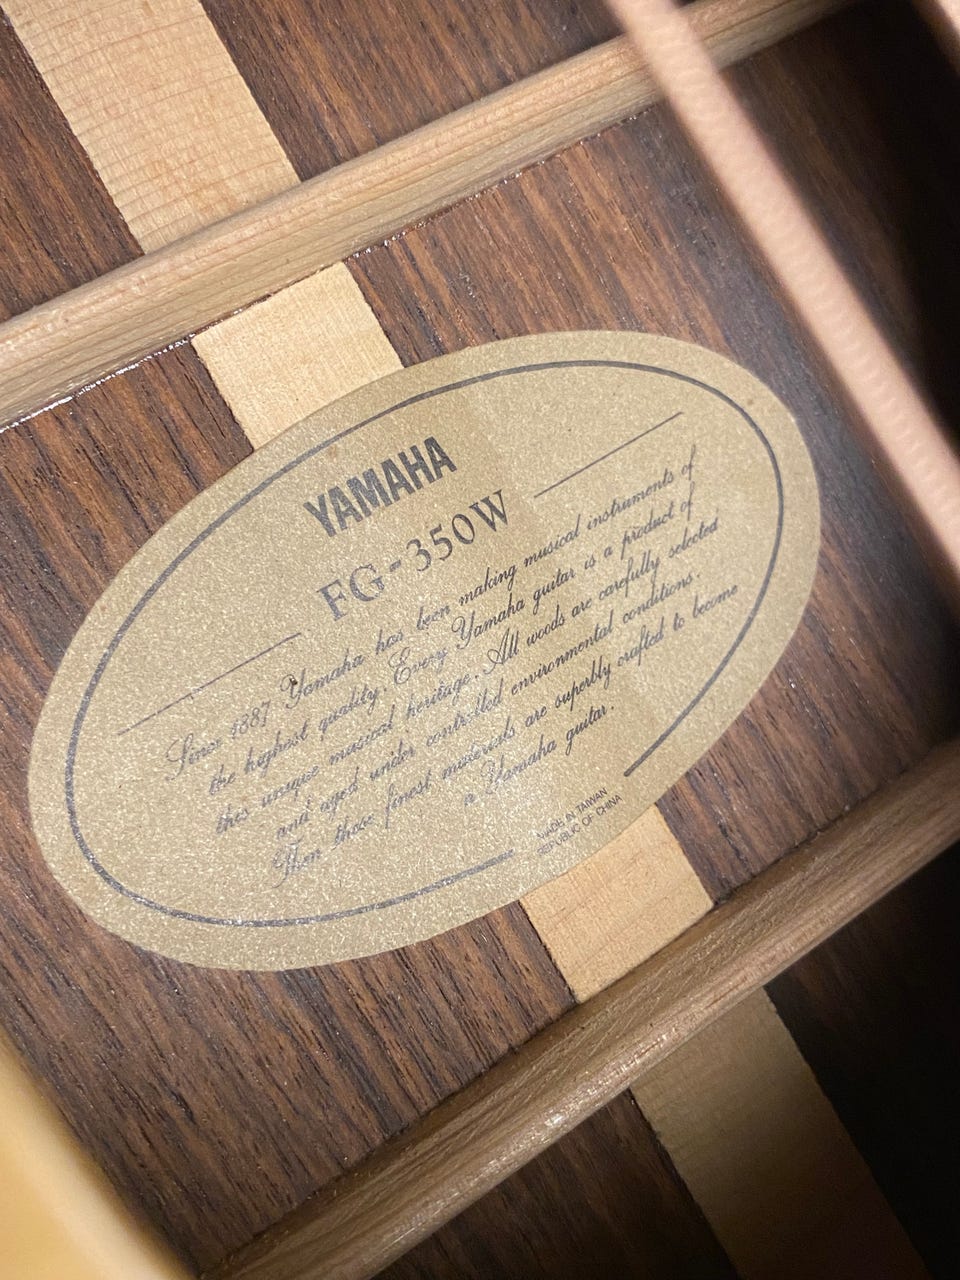 YAMAHA
FG-350W
Since 1887 Yamaha has been making musical instruments of
the highest quality. Every Yamaha guitar is a product of
this unique musical heritage. All woods are carefully selected
and aged under controlled environmental conditions.
Then these finest materials are superbly crafted to become
a Yamaha guitar.
MADE IN TAIWAN
REPUBLIC OF CHINA